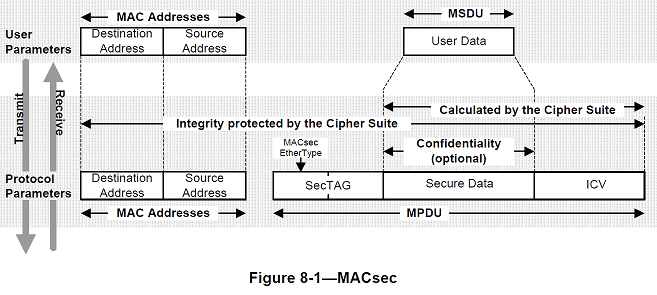 MAC Addresses
MSDU
User
Parameters
Destination
Address
Source
Address
User Data
Transmit
Receive
Calculated by the Cipher Suite
Integrity protected by the Cipher Suite
MACsec
EtherType
Confidentiality
(optional)
Protocol
Parameters
Destination
Address
Source
Address
SecTAG
Secure Data
ICV
MAC Addresses
MPDU
Figure 8-1—MACsec